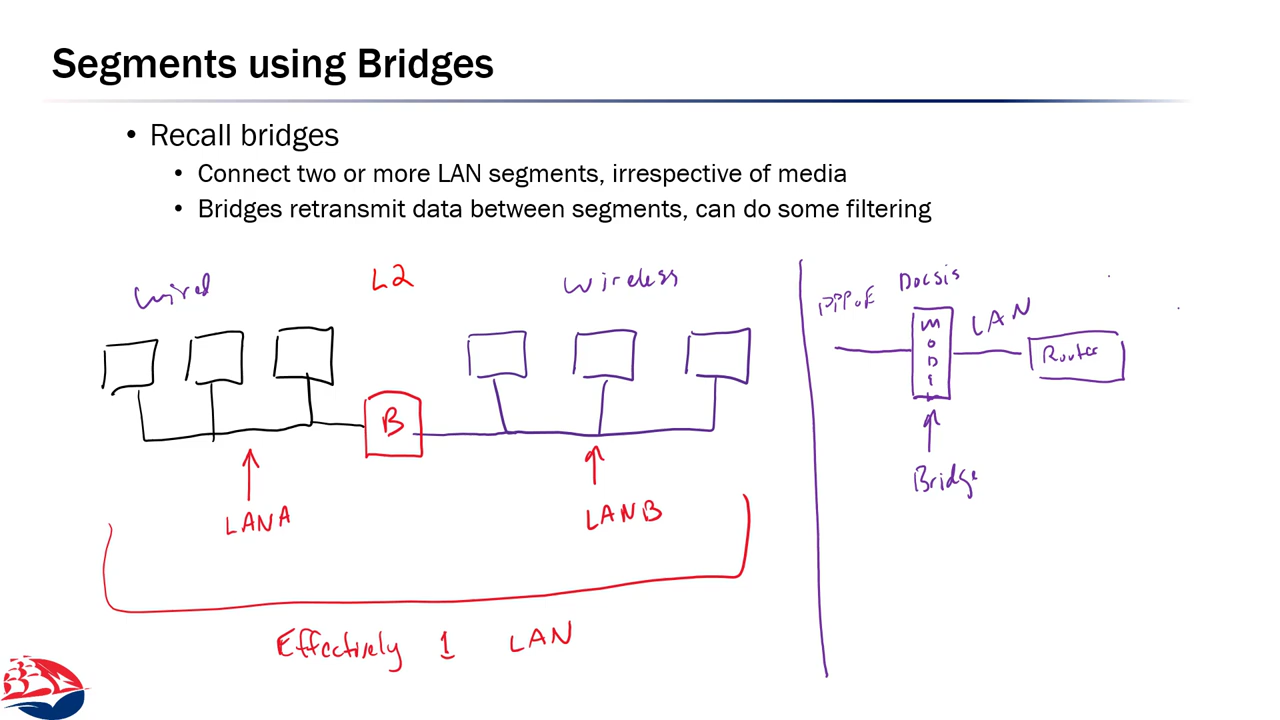 Segments using Bridges
• Recall bridges
• Connect two or more LAN segments, irrespective of media
• Bridges retransmit data between segments, can do some filtering
wired
L2
wireless
B
LAN A
LAN B
Effectively 1 LAN
PPPoE
Docsis
LAN
Router
Bridge